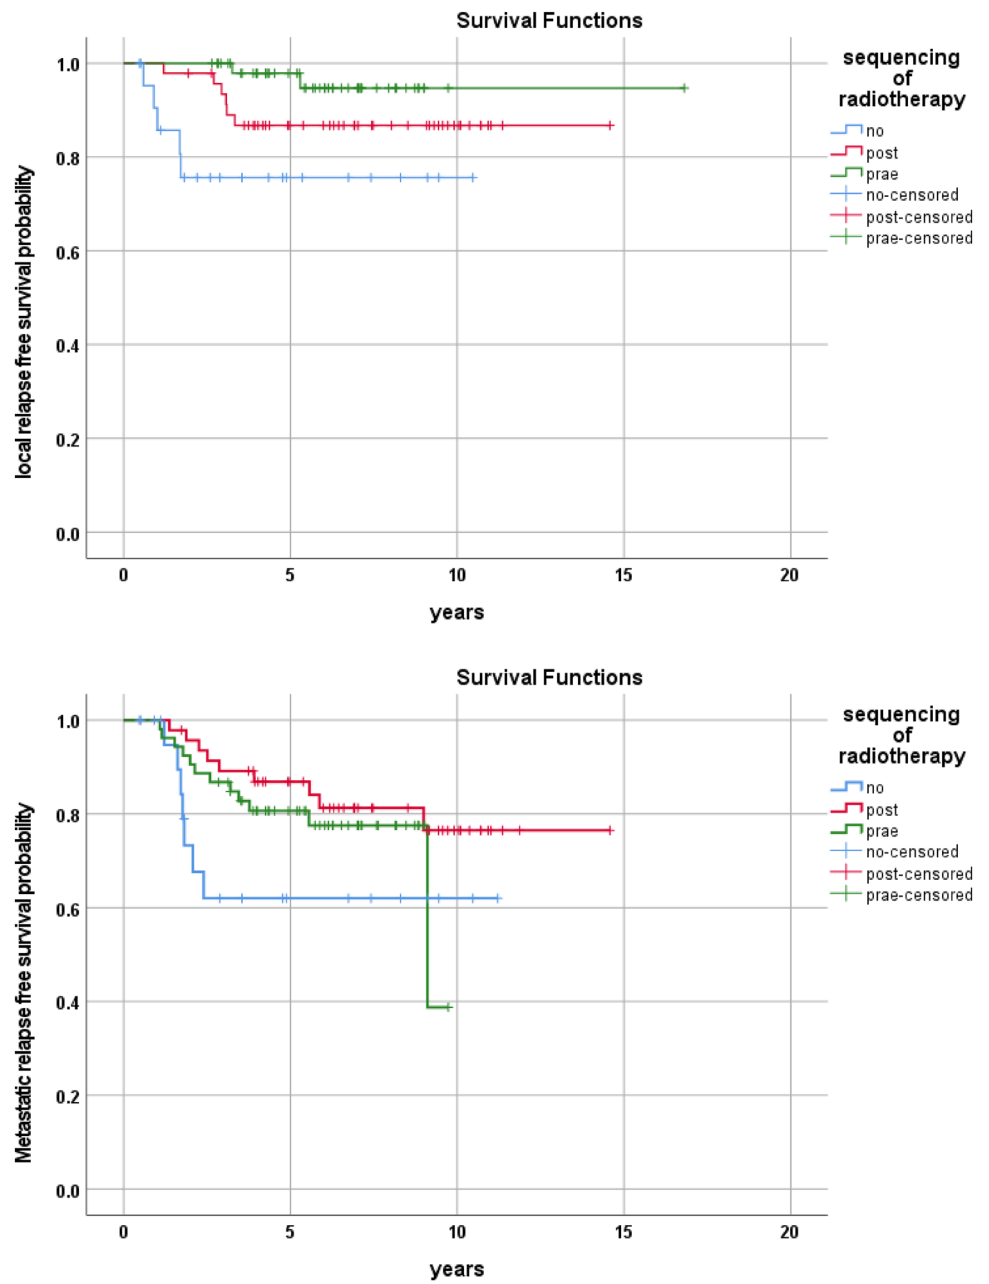 Survival Functions
local relapse free survival probability
1.0
0.8
0.6
0.4
0.2
0.0
0 5 10 15 20
years
sequencing
of
radiotherapy
no
post
prae
no-censored
post-censored
prae-censored
Survival Functions
Metastatic relapse free survival probability
1.0
0.8
0.6
0.4
0.2
0.0
0 5 10 15 20
years
sequencing
of
radiotherapy
no
post
prae
no-censored
post-censored
prae-censored